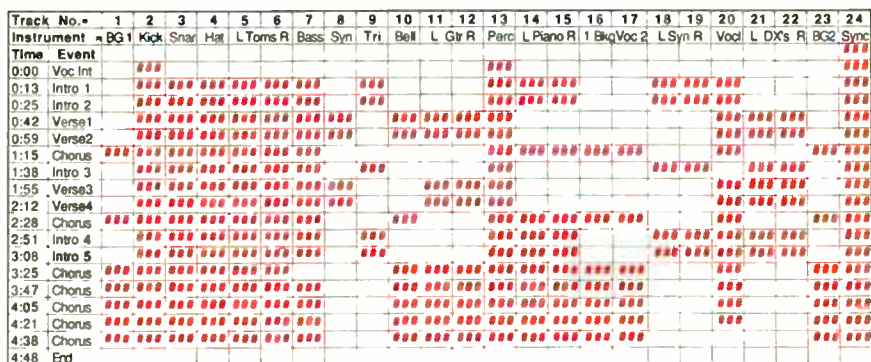 Track No.= 1 2 3 4 5 6 7 8 9 10 11 12 13 14 15 16 17 18 19 20 21 22 23 24
Instrument = BG 1 Kick Snar Hat L Toms R Bass Syn Tri Bell L Gtr R Perc L Piano R 1 BkgVoc 2 L Syn R Vocl L DX's R BG2 Sync
Time Event ###
0:00 Voc Int ### ### ###
0:13 Intro 1 ### ### ### ### ### ### ### ### ### ### ### ### ### ###
0:25 Intro 2 ### ### ### ### ### ### ### ### ### ### ### ### ### ###
0:42 Verse1 ### ### ### ### ### ### ### ### ### ### ### ### ### ### ###
0:59 Verse2 ### ### ### ### ### ### ### ### ### ### ### ### ### ### ###
1:15 Chorus ### ### ### ### ### ### ### ### ### ### ### ### ### ### ###
1:38 Intro 3 ### ### ### ### ### ### ### ### ### ### ### ### ###
1:55 Verse3 ### ### ### ### ### ### ### ### ### ### ### ### ### ###
2:12 Verse4 ### ### ### ### ### ### ### ### ### ### ### ### ### ###
2:28 Chorus ### ### ### ### ### ### ### ### ### ### ### ### ### ### ### ###
2:51 Intro 4 ### ### ### ### ### ### ### ### ### ### ### ### ### ### ### ###
3:08 Intro 5 ### ### ### ### ### ### ### ### ### ### ### ### ### ### ### ###
3:25 Chorus ### ### ### ### ### ### ### ### ### ### ### ### ### ### ### ### ###
3:47 Chorus ### ### ### ### ### ### ### ### ### ### ### ### ### ### ### ### ### ###
4:05 Chorus ### ### ### ### ### ### ### ### ### ### ### ### ### ### ### ### ### ###
4:21 Chorus ### ### ### ### ### ### ### ### ### ### ### ### ### ### ### ### ### ###
4:38 Chorus ### ### ### ### ### ### ### ### ### ### ### ### ### ### ### ### ###
4:48 End